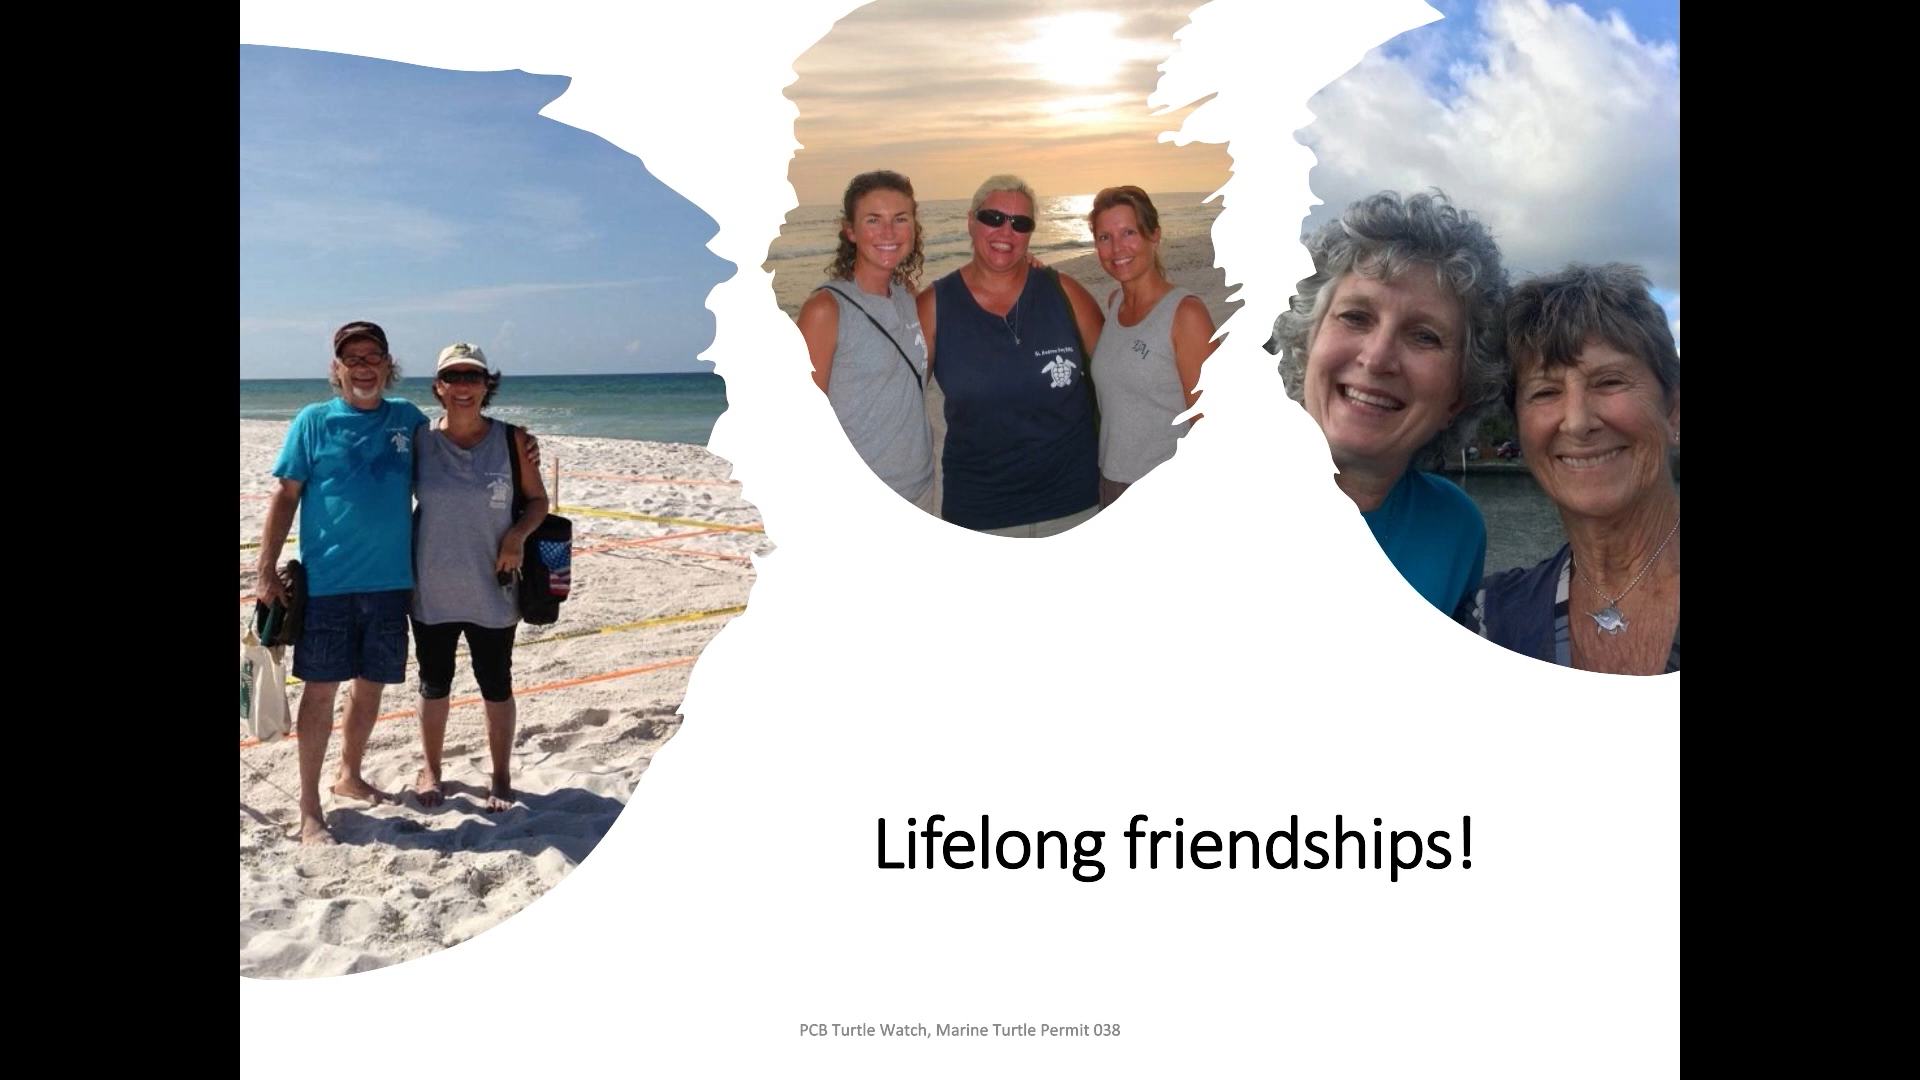 Lifelong friendships!
PCB Turtle Watch, Marine Turtle Permit 038